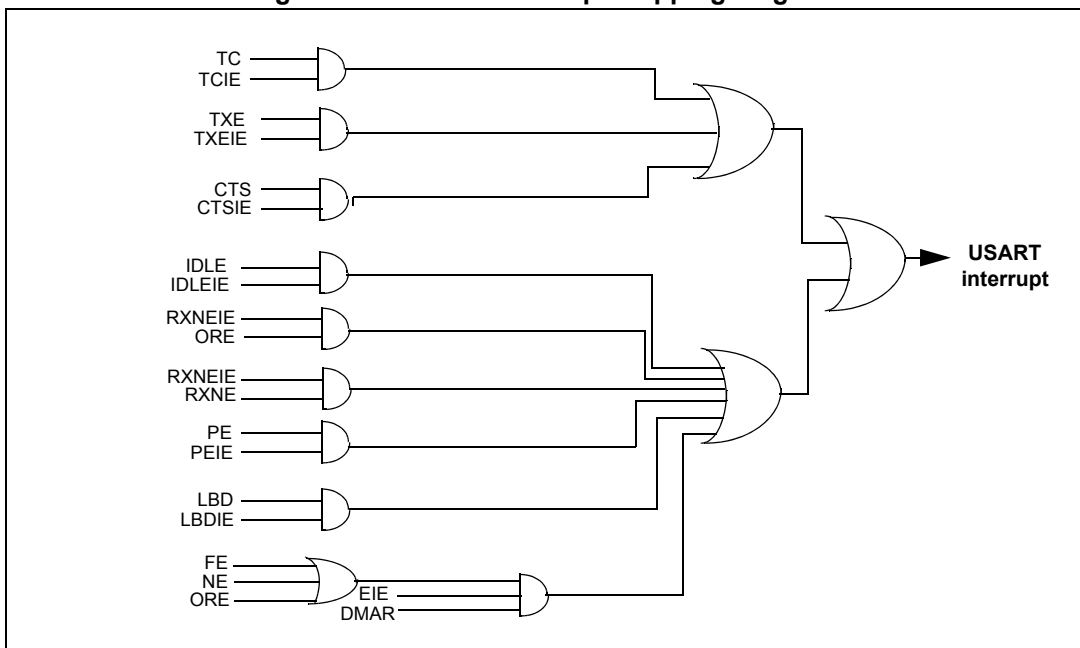 TC
TCIE
TXE
TXEIE
CTS
CTSIE
IDLE
IDLEIE
RXNEIE
ORE
RXNEIE
RXNE
PE
PEIE
LBD
LBDIE
FE
NE
ORE
EIE
DMAR
USART
interrupt